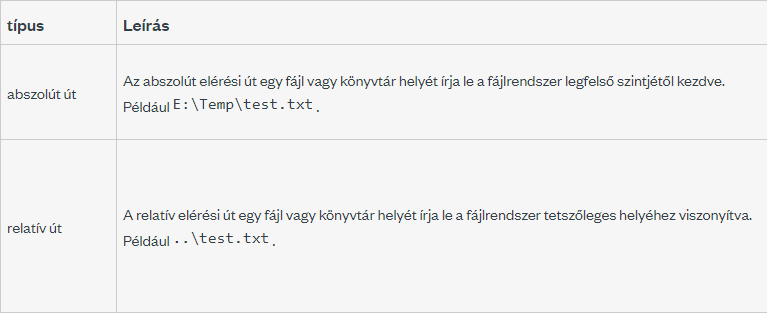 típus
Leírás
abszolút út
Az abszolút elérési út egy fájl vagy könyvtár helyét írja le a fájlrendszer legfelső szintjétől kezdve.
Például E:\Temp\test.txt.
relatív út
A relatív elérési út egy fájl vagy könyvtár helyét írja le a fájlrendszer tetszőleges helyéhez viszonyítva.
Például ..\test.txt.